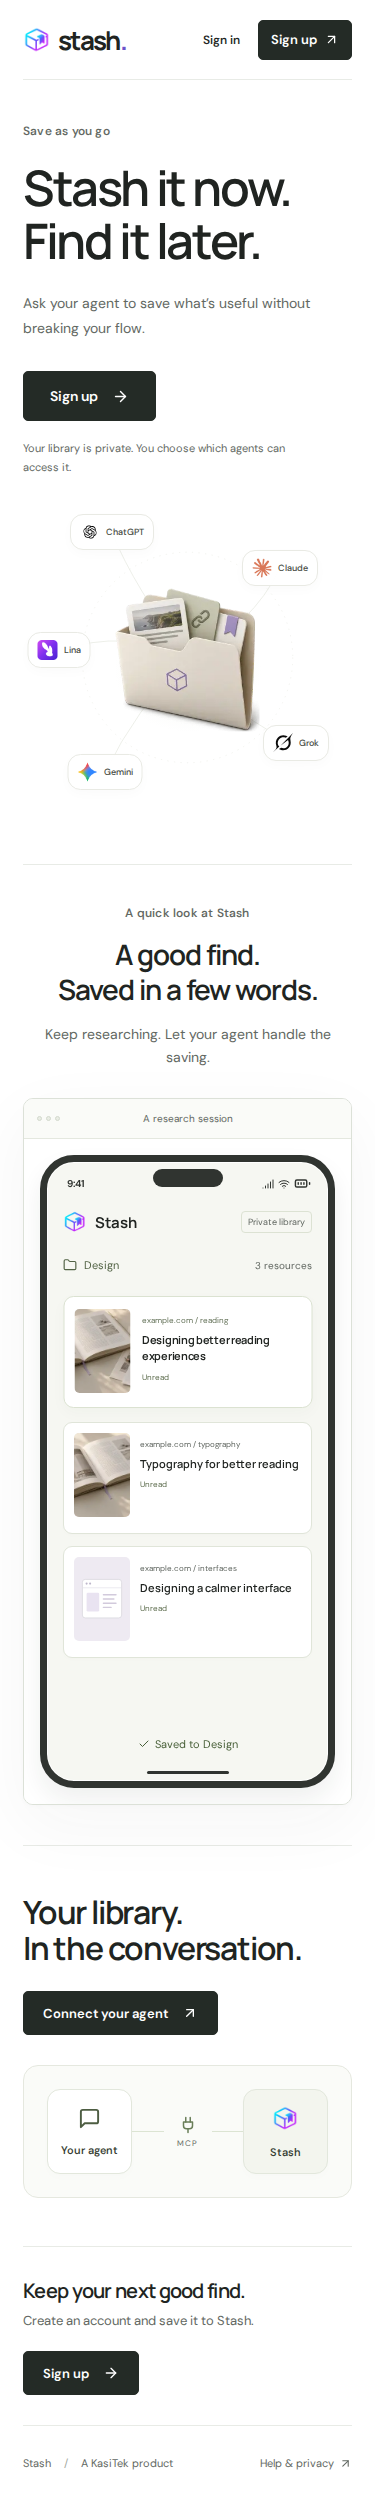 stash.
Sign in
Sign up
Save as you go
Stash it now.
Find it later.
Ask your agent to save what's useful without
breaking your flow.
Sign up
Your library is private. You choose which agents can
access it.
ChatGPT
Claude
Lina
Grok
Gemini
A quick look at Stash
A good find.
Saved in a few words.
Keep researching. Let your agent handle the
saving.
A research session
9:41
Stash
Private library
Design
3 resources
example.com / reading
Designing better reading
experiences
Unread
example.com / typography
Typography for better reading
Unread
example.com / interfaces
Designing a calmer interface
Unread
Saved to Design
Your library.
In the conversation.
Connect your agent
Your agent
MCP
Stash
Keep your next good find.
Create an account and save it to Stash.
Sign up
Stash / A KasiTek product
Help & privacy